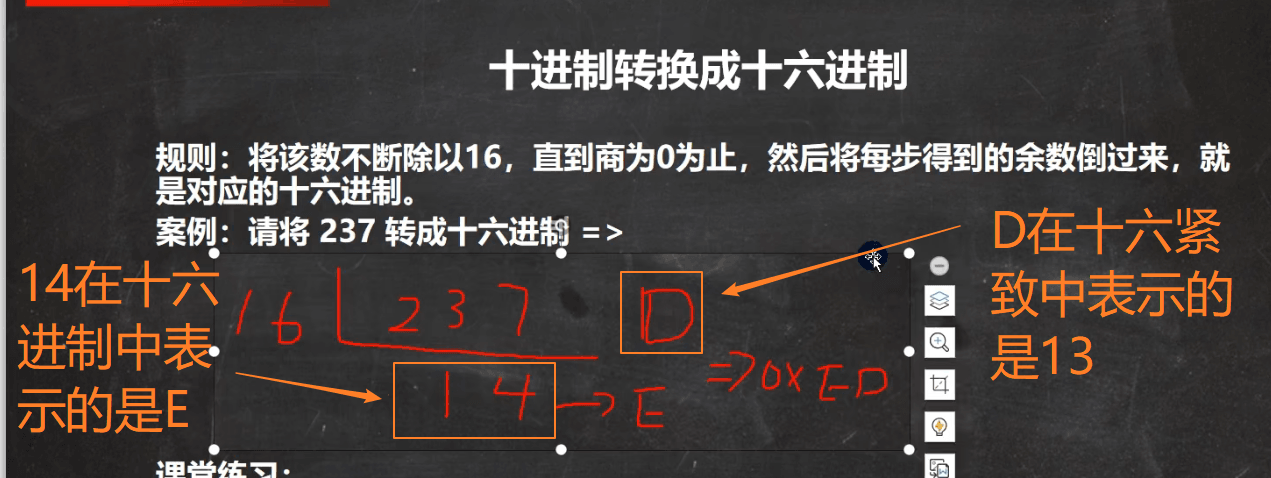 十进制转换成十六进制
规则：将该数不断除以16，直到商为0为止，然后将每步得到的余数倒过来，就
是对应的十六进制。
案例：请将 237 转成十六进制 =>
14在十六
进制中表
示的是E
16 237 D
14 → E
=> 0xED
D在十六紧
致中表示的
是13
课堂练习：